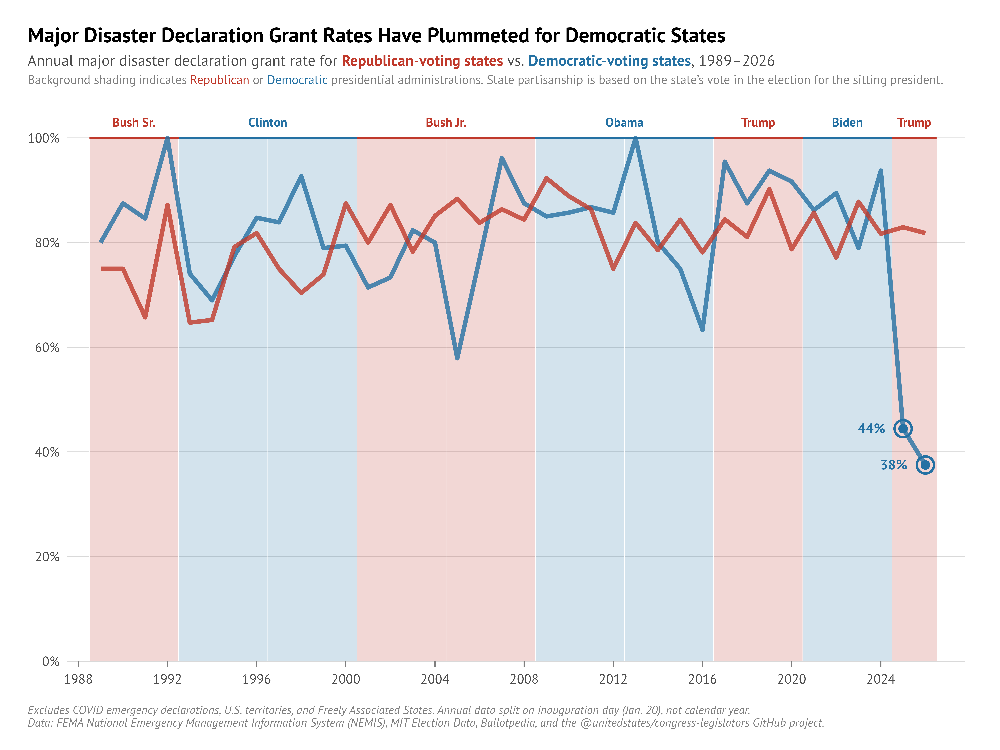 Major Disaster Declaration Grant Rates Have Plummeted for Democratic States
Annual major disaster declaration grant rate for Republican-voting states vs. Democratic-voting states, 1989–2026
Background shading indicates Republican or Democratic presidential administrations. State partisanship is based on the state’s vote in the election for the sitting president.
Bush Sr. Clinton Bush Jr. Obama Trump Biden Trump
100%
80%
60%
44%
40%
38%
20%
0%
1988 1992 1996 2000 2004 2008 2012 2016 2020 2024
Excludes COVID emergency declarations, U.S. territories, and Freely Associated States. Annual data split on inauguration day (Jan. 20), not calendar year.
Data: FEMA National Emergency Management Information System (NEMIS), MIT Election Data, Ballotpedia, and the @unitedstates/congress-legislators GitHub project.